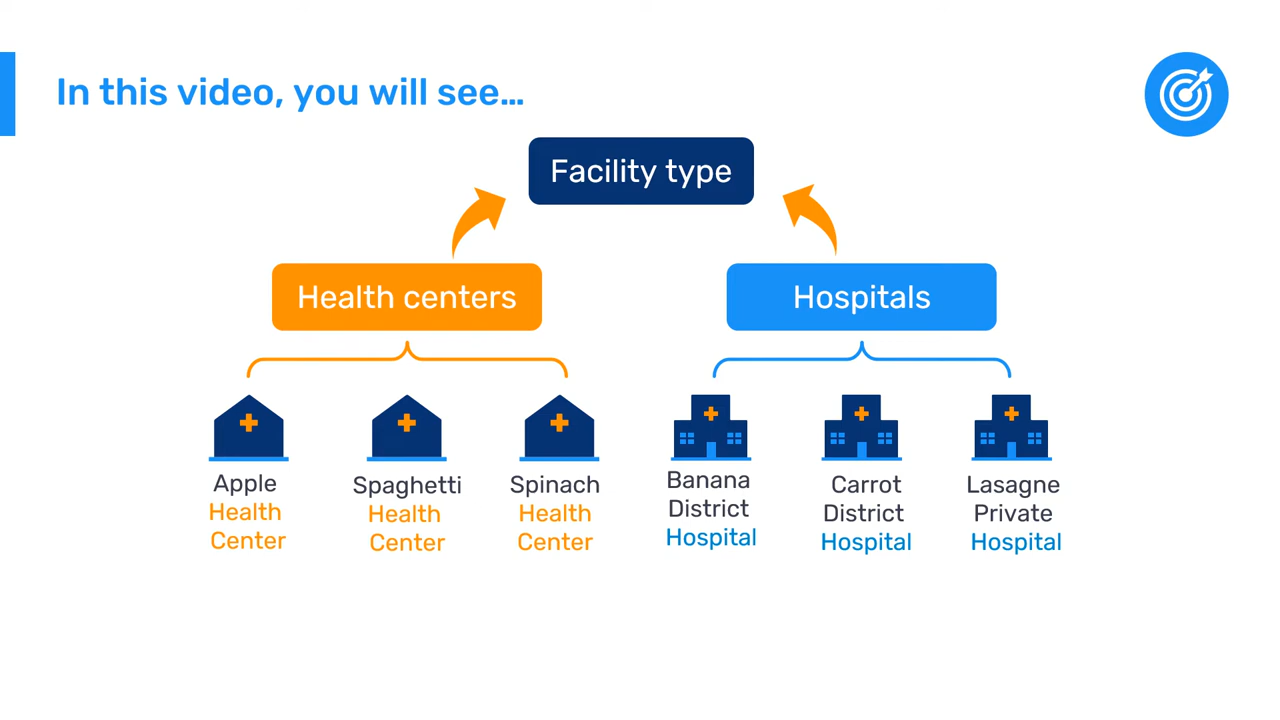 In this video, you will see...
Facility type
Health centers
Hospitals
Apple
Health
Center
Spaghetti
Health
Center
Spinach
Health
Center
Banana
District
Hospital
Carrot
District
Hospital
Lasagne
Private
Hospital